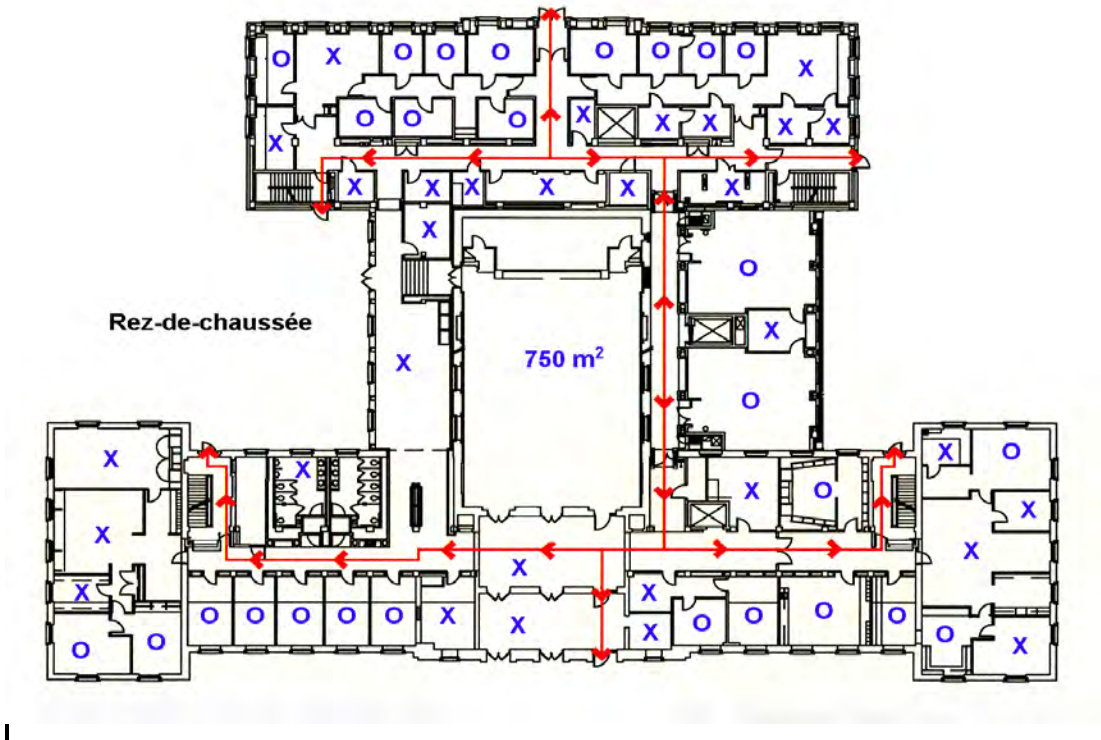 O X O O O O O O O X
O O O X X X X X
X
X X X X X X
X
O
Rez-de-chaussée
X
X
750 m²
O
X X X O
X O X
X X
X
X X
O O O O O X O O O
X X O
O O O X